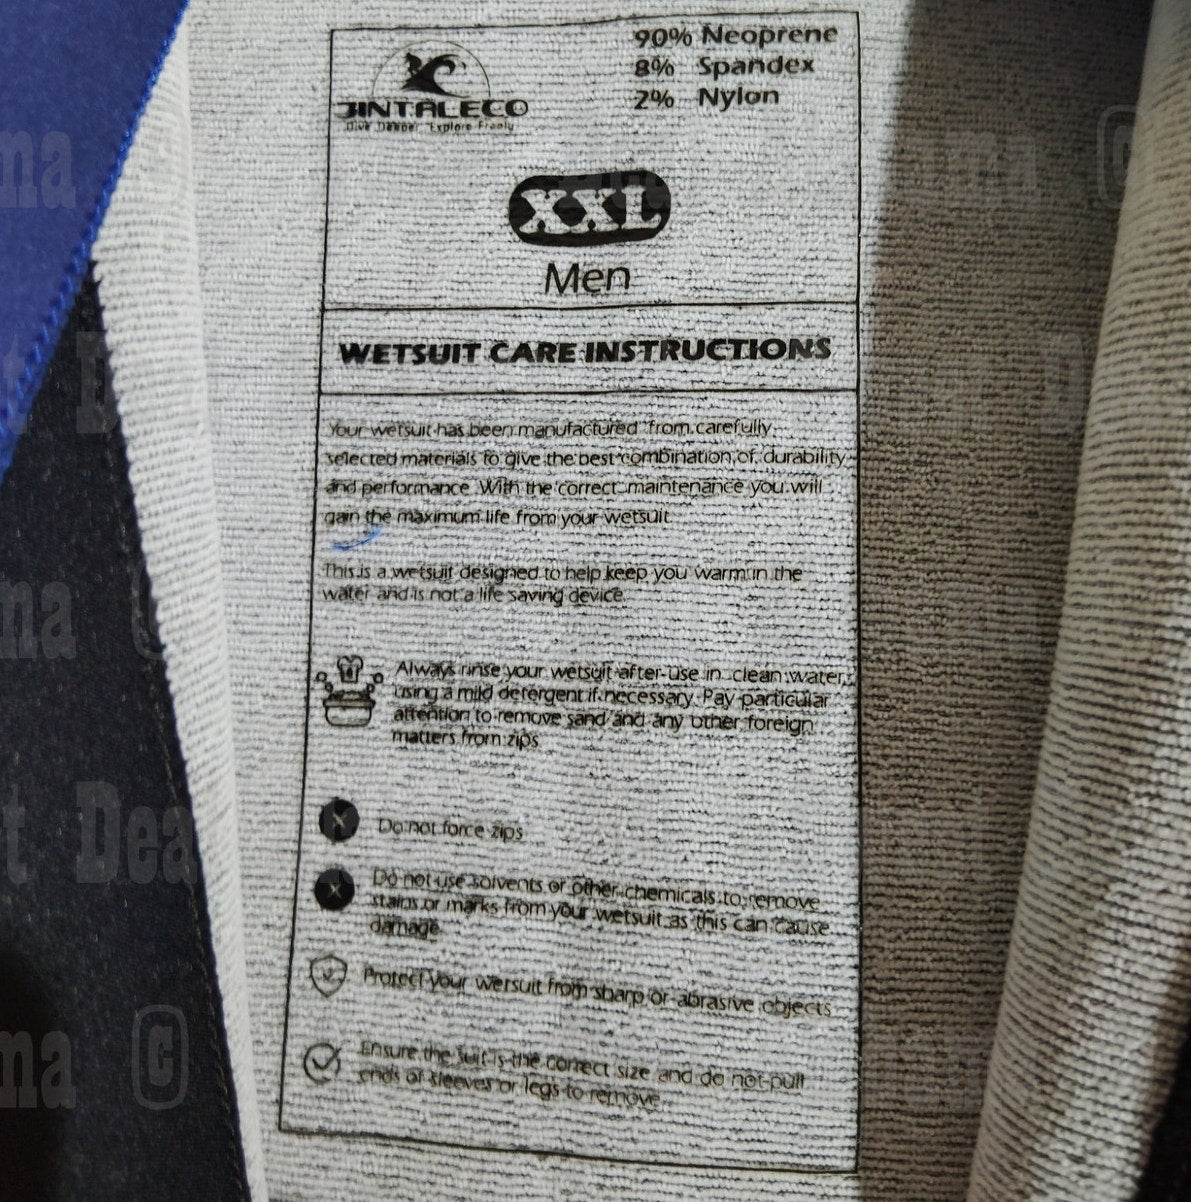 90% Neoprene
8% Spandex
2% Nylon
JINTALECO
Dive Deeper Explore Freely
XXL
Men
WETSUIT CARE INSTRUCTIONS
Your wetsuit has been manufactured from carefully
selected materials to give the best combination of durability
and performance. With the correct maintenance you will
gain the maximum life from your wetsuit.
This is a wetsuit designed to help keep you warm in the
water and is not a life saving device.
Always rinse your wetsuit after use in clean water,
using a mild detergent if necessary. Pay particular
attention to remove sand and any other foreign
matters from zips
Do not force zips
Do not use solvents or other chemicals to remove
stains or marks from your wetsuit as this can cause
damage.
Protect your wetsuit from sharp or abrasive objects
Ensure the suit is the correct size and do not pull
ends of sleeves or legs to remove.
ma ©
t Dea
ma ©